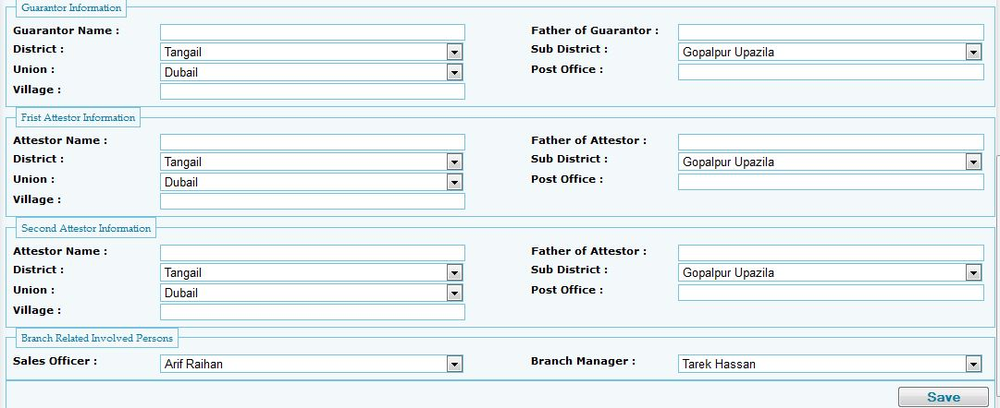 Guarantor Information
Guarantor Name : Father of Guarantor :
District : Tangail Sub District : Gopalpur Upazila
Union : Dubail Post Office :
Village :
Frist Attestor Information
Attestor Name : Father of Attestor :
District : Tangail Sub District : Gopalpur Upazila
Union : Dubail Post Office :
Village :
Second Attestor Information
Attestor Name : Father of Attestor :
District : Tangail Sub District : Gopalpur Upazila
Union : Dubail Post Office :
Village :
Branch Related Involved Persons
Sales Officer : Arif Raihan Branch Manager : Tarek Hassan
Save